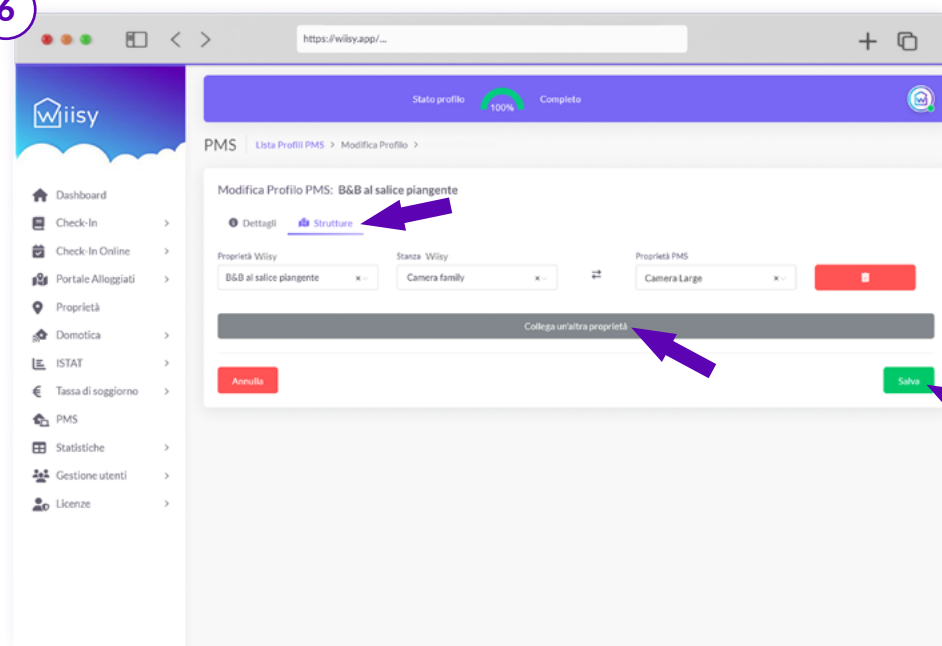 6
https://wiisy.app/...
Wiisy
Stato profilo 100% Completo
PMS Lista Profili PMS > Modifica Profilo >
Dashboard
Check-In >
Check-In Online >
Portale Alloggiati >
Proprietà
Domotica >
ISTAT >
Tassa di soggiorno >
PMS
Statistiche >
Gestione utenti >
Licenze >
Modifica Profilo PMS: B&B al salice piangente
Dettagli Strutture
Proprietà Wiisy Stanza Wiisy Proprietà PMS
B&B al salice piangente Camera family Camera Large
Collega un'altra proprietà
Annulla Salva